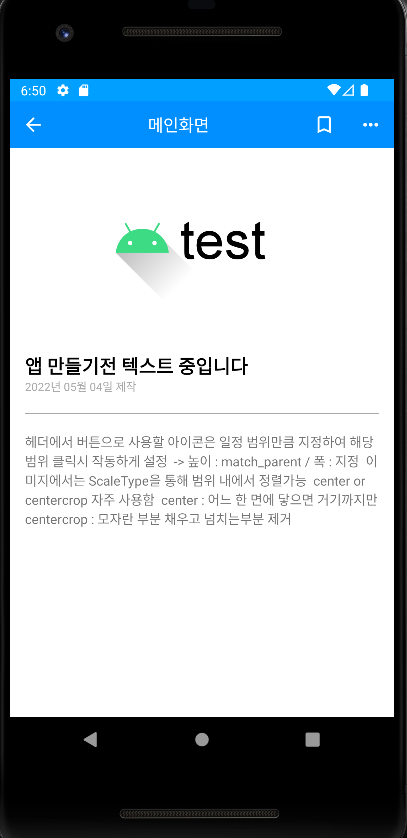 6:50
메인화면
test
앱 만들기전 텍스트 중입니다
2022년 05월 04일 제작
헤더에서 버튼으로 사용할 아이콘은 일정 범위만큼 지정하여 해당
범위 클릭시 작동하게 설정  -> 높이 : match_parent / 폭 : 지정  이
미지에서는 ScaleType을 통해 범위 내에서 정렬가능  center or
centercrop 자주 사용함  center : 어느 한 면에 닿으면 거기까지만
centercrop : 모자란 부분 채우고 넘치는부분 제거